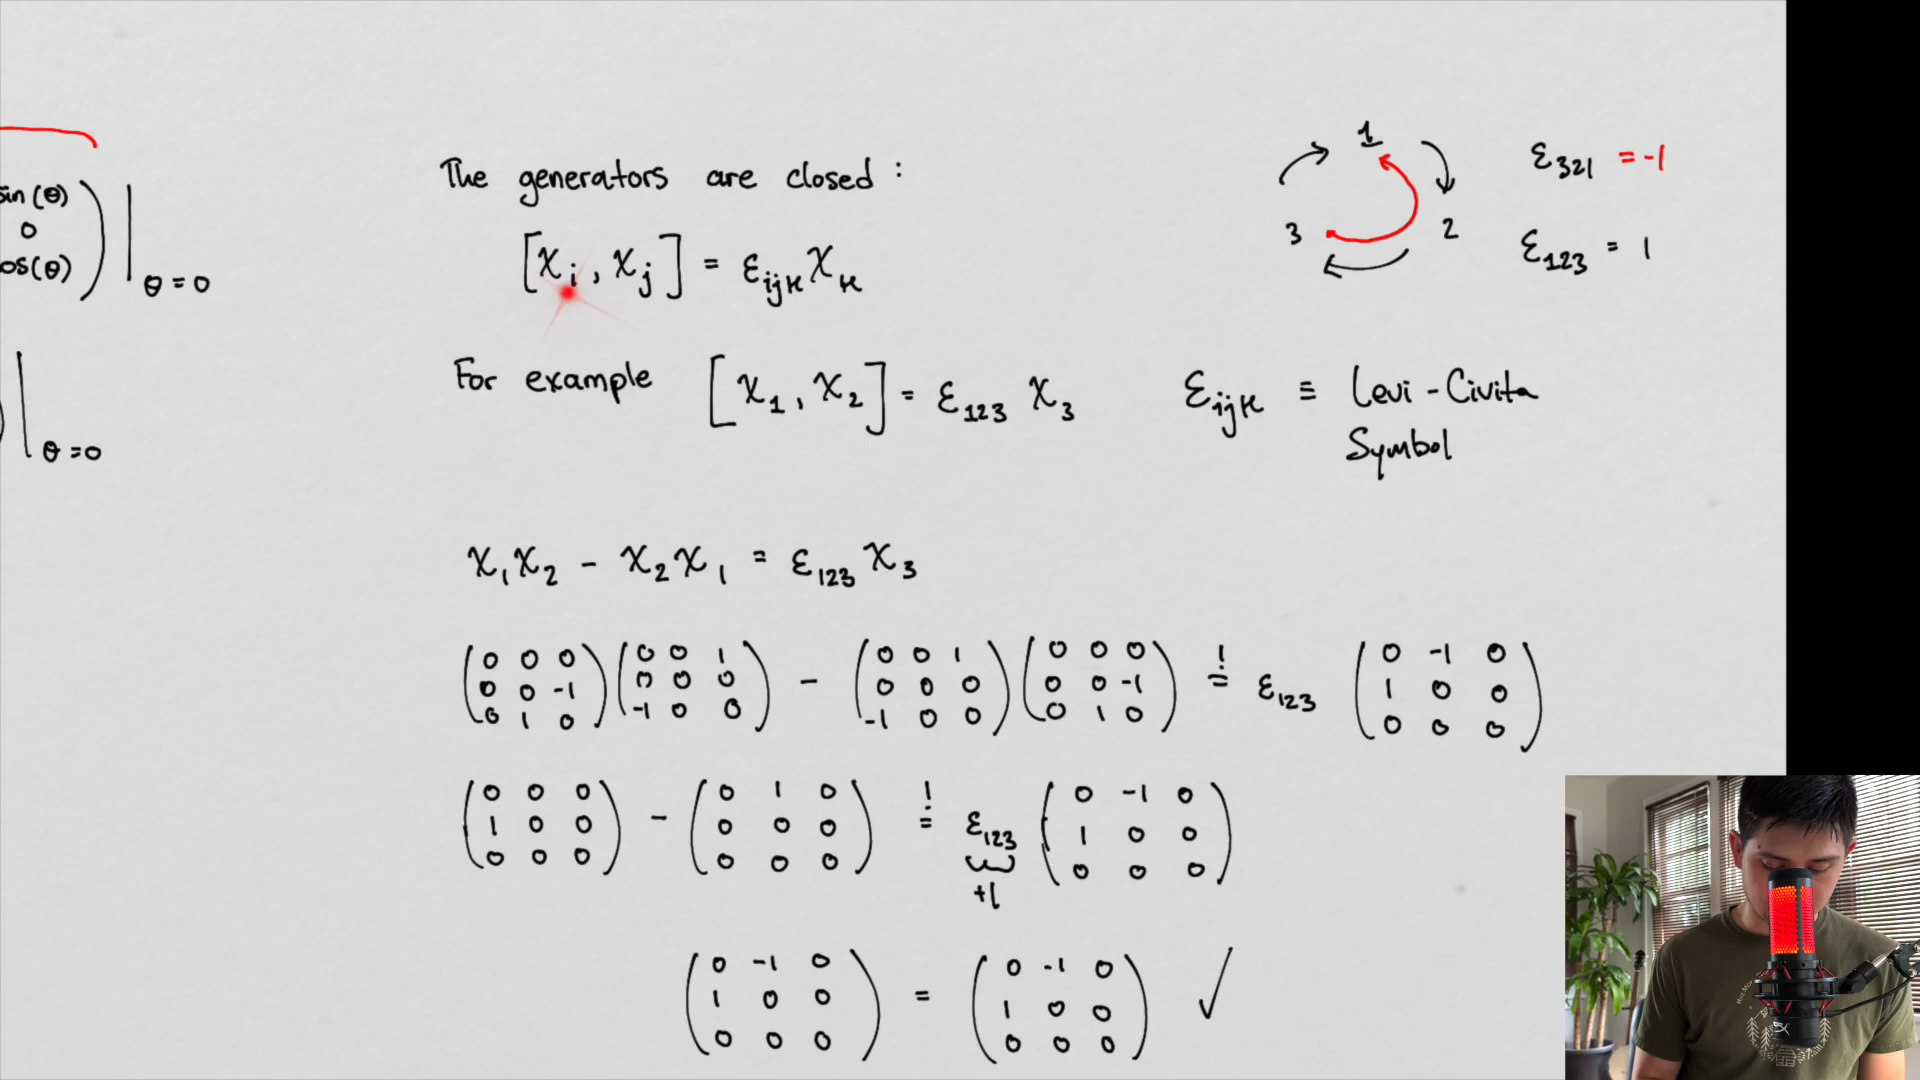 sin(θ)
0
cos(θ)
θ = 0
θ = 0
The generators are closed :
[X_i , X_j] = ε_ijk X_k
For example [X_1 , X_2] = ε_123 X_3
1
2
3
ε_321 = -1
ε_123 = 1
ε_ijk ≡ Levi-Civita
Symbol
X_1 X_2 - X_2 X_1 = ε_123 X_3
(0 0 0) (0 0 1) - (0 0 1) (0 0 0) != ε_123 (0 -1 0)
(0 0 -1) (0 0 0) (0 0 0) (0 0 -1) (1 0 0)
(0 1 0) (-1 0 0) (-1 0 0) (0 1 0) (0 0 0)
(0 0 0) - (0 1 0) != ε_123 (0 -1 0)
(1 0 0) (0 0 0) (1 0 0)
(0 0 0) (0 0 0) +1 (0 0 0)
(0 -1 0) = (0 -1 0) ✓
(1 0 0) (1 0 0)
(0 0 0) (0 0 0)